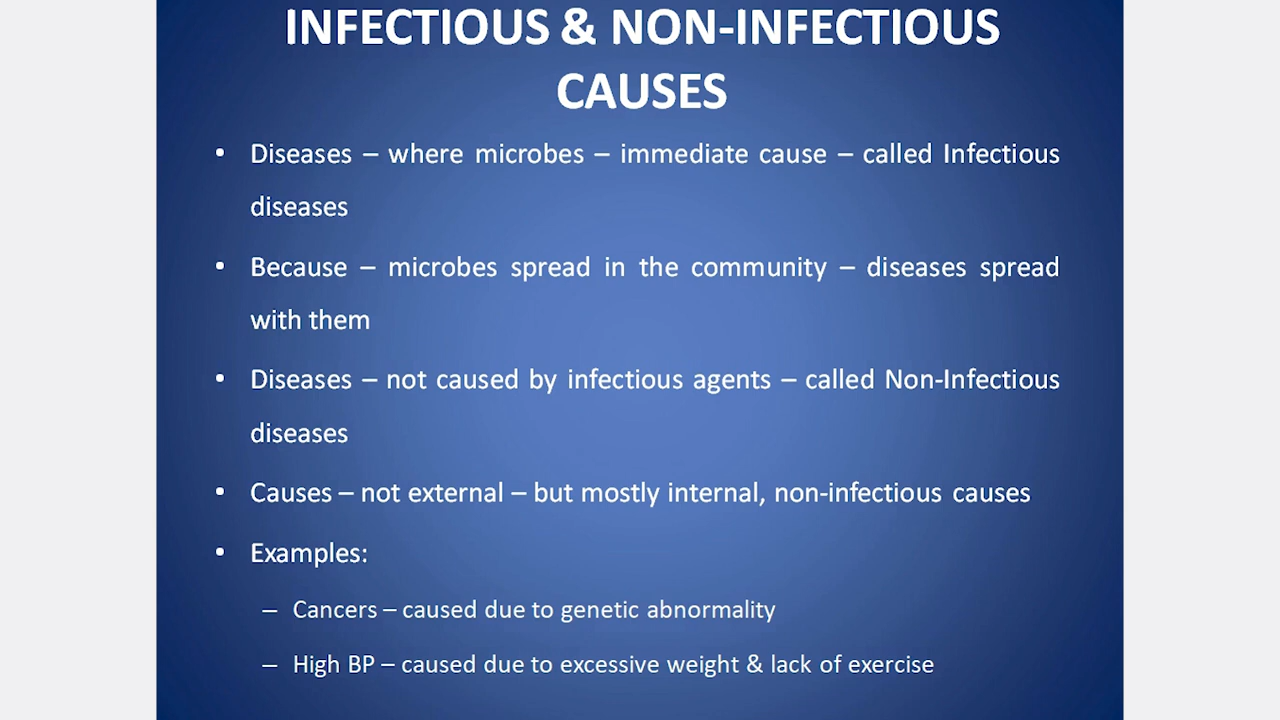 INFECTIOUS & NON-INFECTIOUS
CAUSES
• Diseases – where microbes – immediate cause – called Infectious
diseases
• Because – microbes spread in the community – diseases spread
with them
• Diseases – not caused by infectious agents – called Non-Infectious
diseases
• Causes – not external – but mostly internal, non-infectious causes
• Examples:
– Cancers – caused due to genetic abnormality
– High BP – caused due to excessive weight & lack of exercise